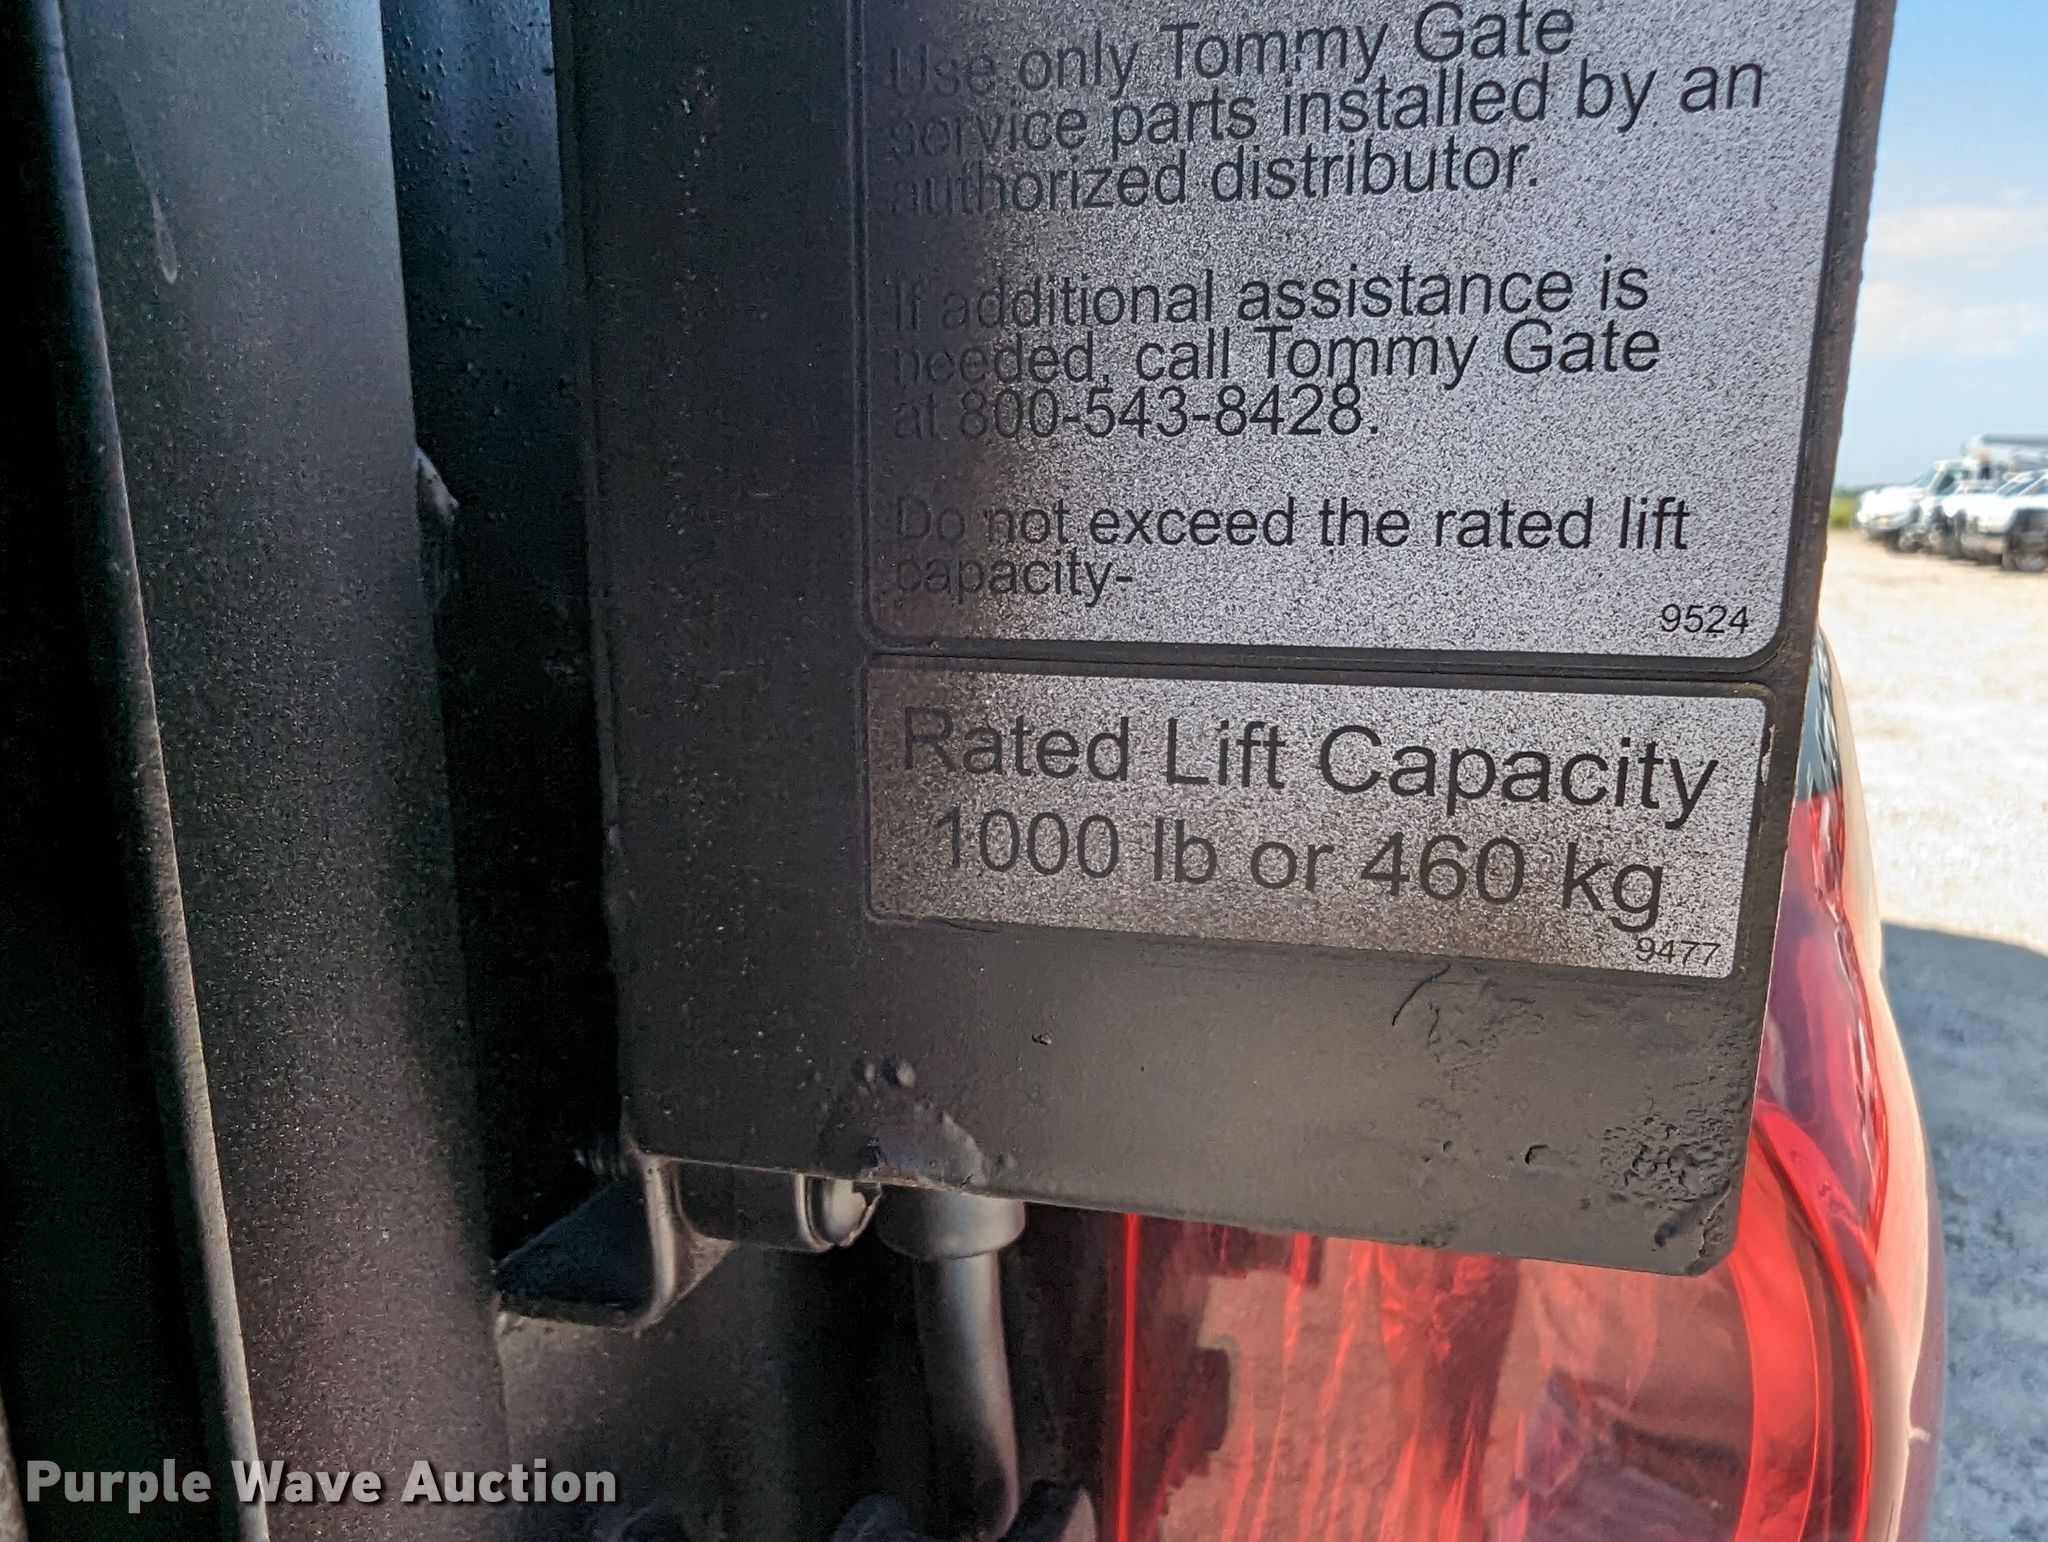 Use only Tommy Gate
service parts installed by an
authorized distributor.
If additional assistance is
needed, call Tommy Gate
at 800-543-8428.
Do not exceed the rated lift
capacity-
9524
Rated Lift Capacity
1000 lb or 460 kg
9477
Purple Wave Auction